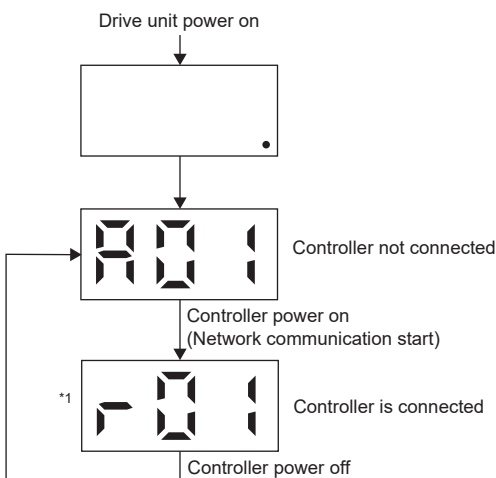 Drive unit power on
A01
Controller not connected
Controller power on
(Network communication start)
*1
r01
Controller is connected
Controller power off